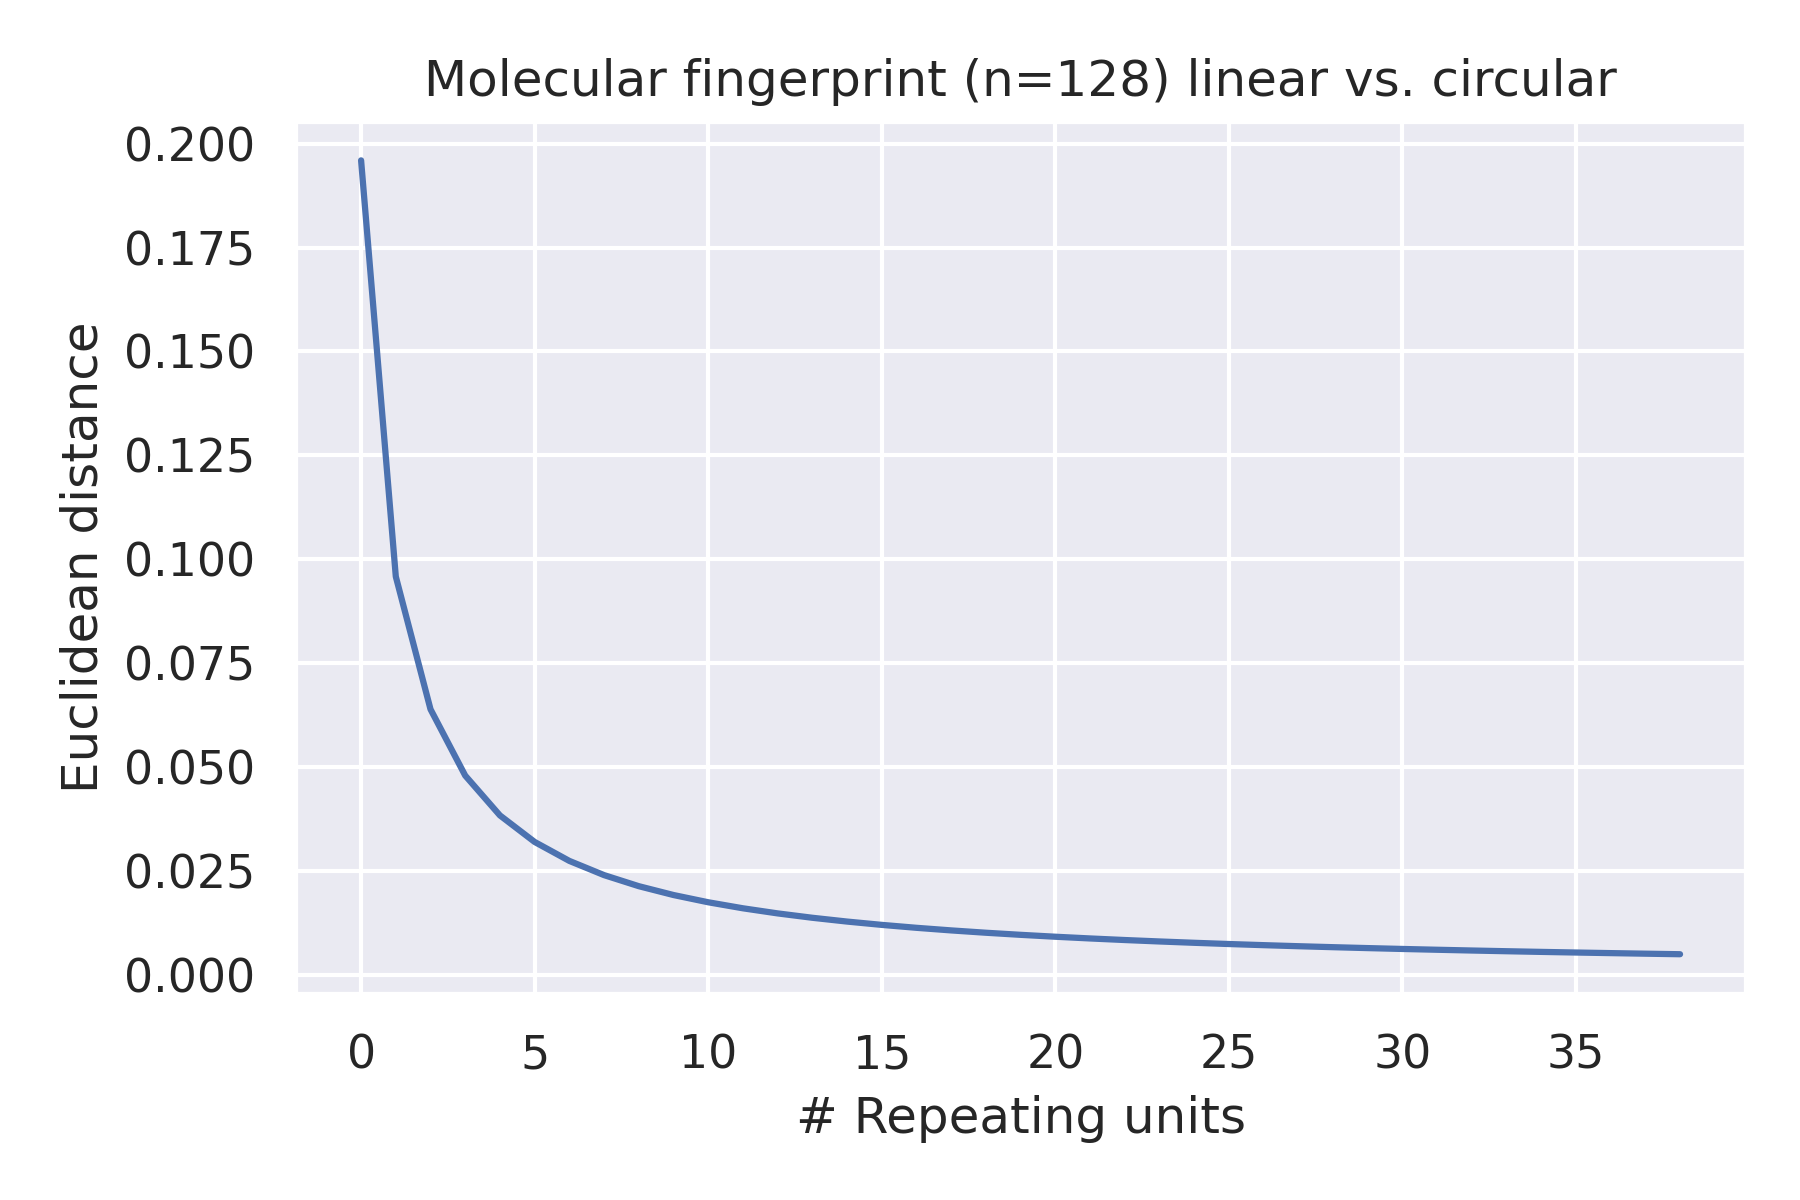 Molecular fingerprint (n=128) linear vs. circular
0.200
0.175
0.150
0.125
0.100
0.075
0.050
0.025
0.000
Euclidean distance
0 5 10 15 20 25 30 35
# Repeating units